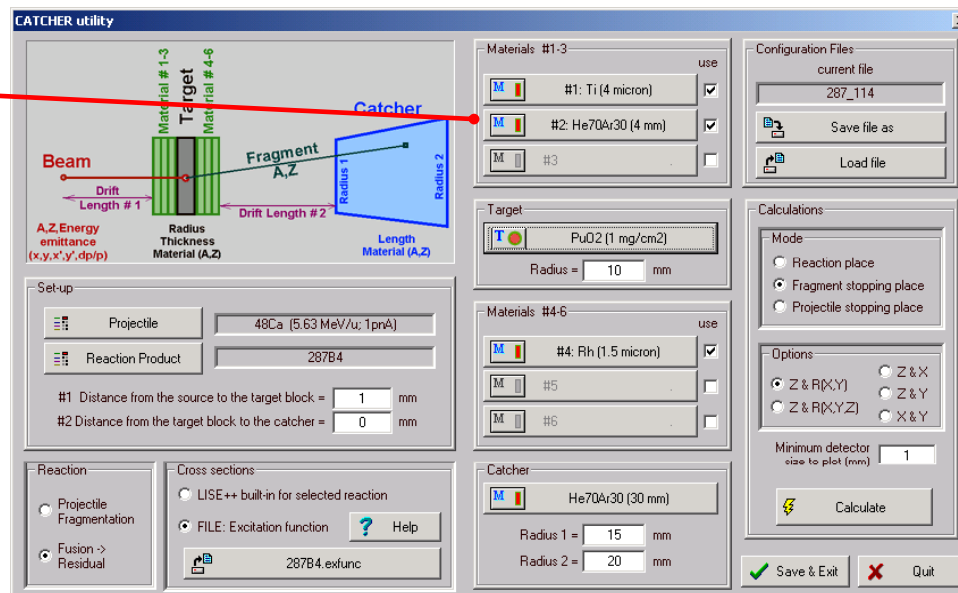 CATCHER utility
Material # 1-3
Target
Material # 4-6
Catcher
Beam
Fragment
A,Z
Radius 1
Radius 2
Drift
Length # 1
Drift Length #2
A,Z,Energy
emittance
(x,y,x',y',dp/p)
Radius
Thickness
Material (A,Z)
Length
Material (A,Z)
Set-up
Projectile
48Ca (5.63 MeV/u; 1pnA)
Reaction Product
287B4
#1 Distance from the source to the target block = 1 mm
#2 Distance from the target block to the catcher = 0 mm
Reaction
Projectile
Fragmentation
Fusion ->
Residual
Cross sections
LISE++ built-in for selected reaction
FILE: Excitation function
? Help
287B4.exfunc
Materials #1-3
use
M #1: Ti (4 micron)
M #2: He70Ar30 (4 mm)
M #3 .
Target
T PuO2 (1 mg/cm2)
Radius = 10 mm
Materials #4-6
use
M #4: Rh (1.5 micron)
M #5 .
M #6 .
Catcher
M He70Ar30 (30 mm)
Radius 1 = 15 mm
Radius 2 = 20 mm
Configuration Files
current file
287_114
Save file as
Load file
Calculations
Mode
Reaction place
Fragment stopping place
Projectile stopping place
Options
Z & R(X,Y)
Z & R(X,Y,Z)
Z & X
Z & Y
X & Y
Minimum detector
size to plot (mm) 1
Calculate
Save & Exit
Quit